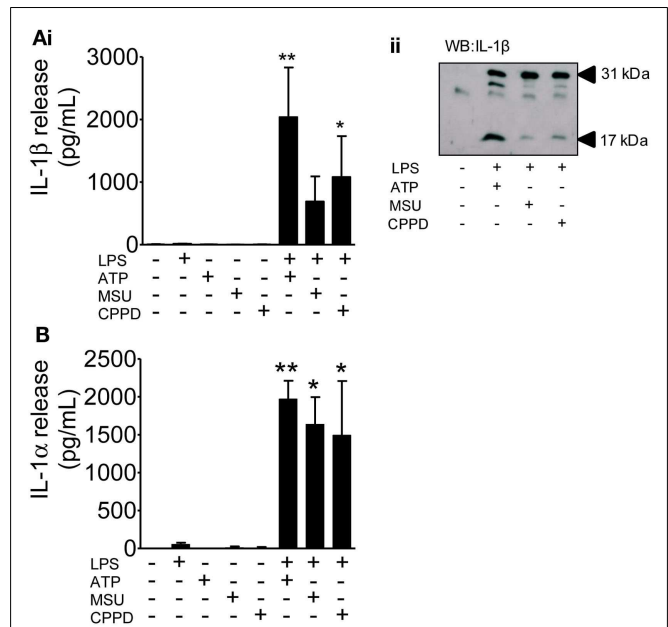 Ai
IL-1β release
(pg/mL)
3000
2000
1000
0
**
*
LPS - + - - - + + +
ATP - - + - - + - -
MSU - - - + - - + -
CPPD - - - - + - - +
ii
WB:IL-1β
31 kDa
17 kDa
LPS - + + +
ATP - + - -
MSU - - + -
CPPD - - - +
B
IL-1α release
(pg/mL)
2500
2000
1500
1000
500
0
**
*
*
LPS - + - - - + + +
ATP - - + - - + - -
MSU - - - + - - + -
CPPD - - - - + - - +